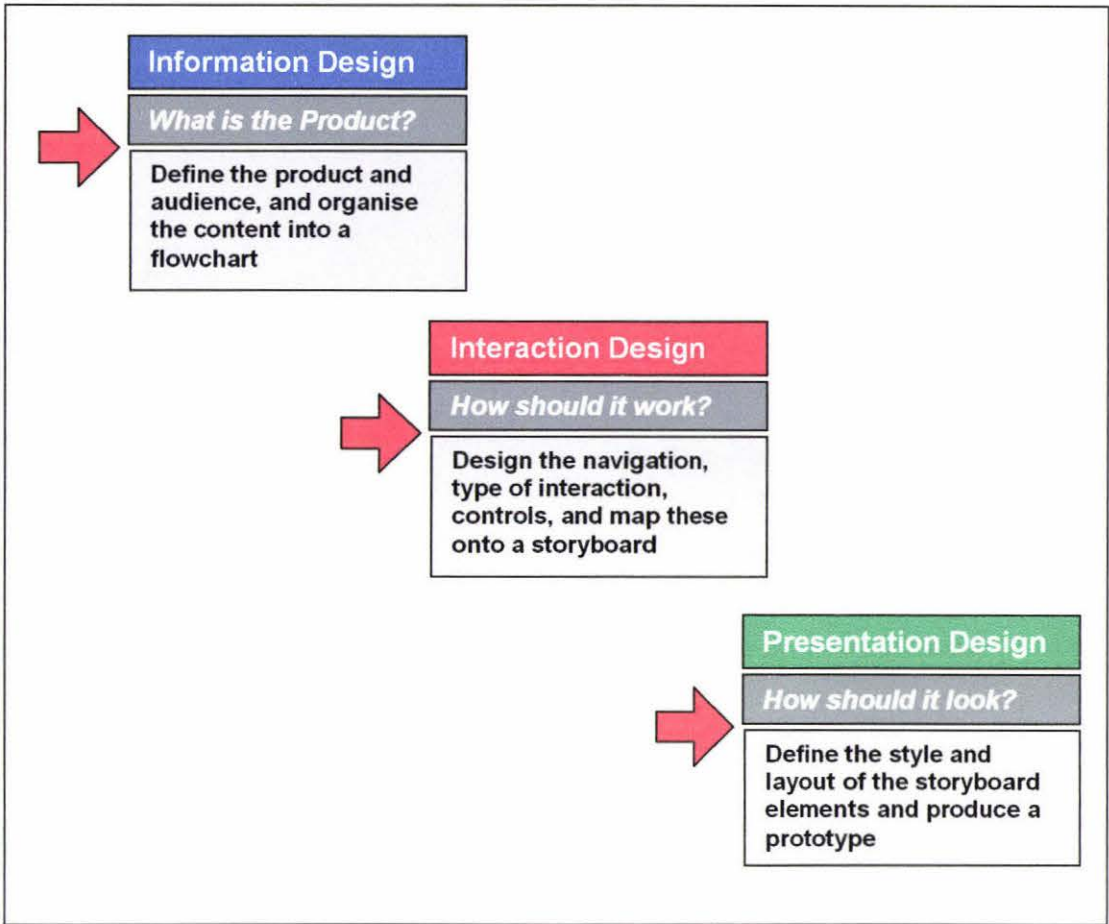 Information Design
What is the Product?
Define the product and
audience, and organise
the content into a
flowchart
Interaction Design
How should it work?
Design the navigation,
type of interaction,
controls, and map these
onto a storyboard
Presentation Design
How should it look?
Define the style and
layout of the storyboard
elements and produce a
prototype